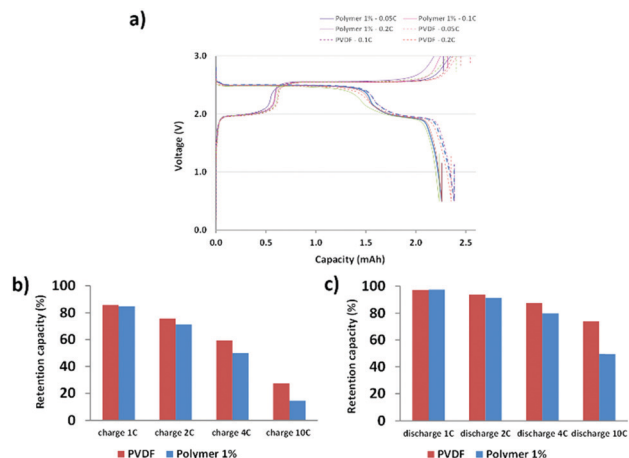 a)
Polymer 1% - 0.05C
Polymer 1% - 0.1C
Polymer 1% - 0.2C
PVDF - 0.05C
PVDF - 0.1C
PVDF - 0.2C
3.0
2.0
1.0
0.0
Voltage (V)
0.0 0.5 1.0 1.5 2.0 2.5
Capacity (mAh)
b)
100
80
60
40
20
0
Retention capacity (%)
charge 1C charge 2C charge 4C charge 10C
PVDF Polymer 1%
c)
100
80
60
40
20
0
Retention capacity (%)
discharge 1C discharge 2C discharge 4C discharge 10C
PVDF Polymer 1%